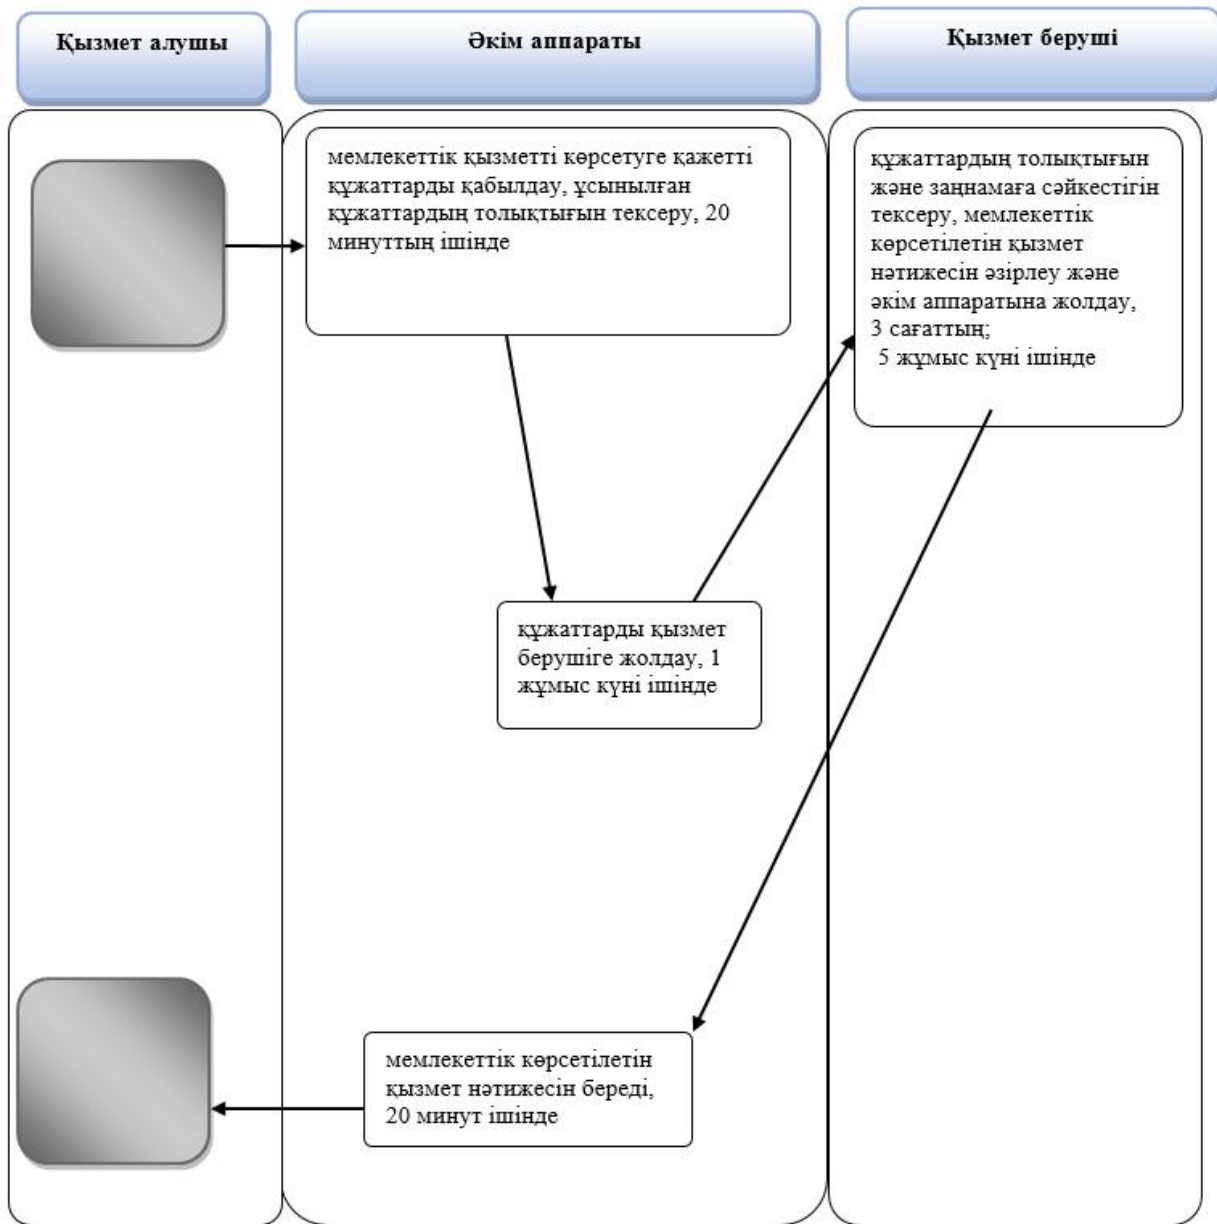 Қызмет алушы
Әкім аппараты
Қызмет беруші
мемлекеттік қызметті көрсетуге қажетті
құжаттарды қабылдау, ұсынылған
құжаттардың толықтығын тексеру, 20
минуттың ішінде
құжаттардың толықтығын
және заңнамаға сәйкестігін
тексеру, мемлекеттік
көрсетілетін қызмет
нәтижесін әзірлеу және
әкім аппаратына жолдау,
3 сағаттың;
5 жұмыс күні ішінде
құжаттарды қызмет
берушіге жолдау, 1
жұмыс күні ішінде
мемлекеттік көрсетілетін
қызмет нәтижесін береді,
20 минут ішінде